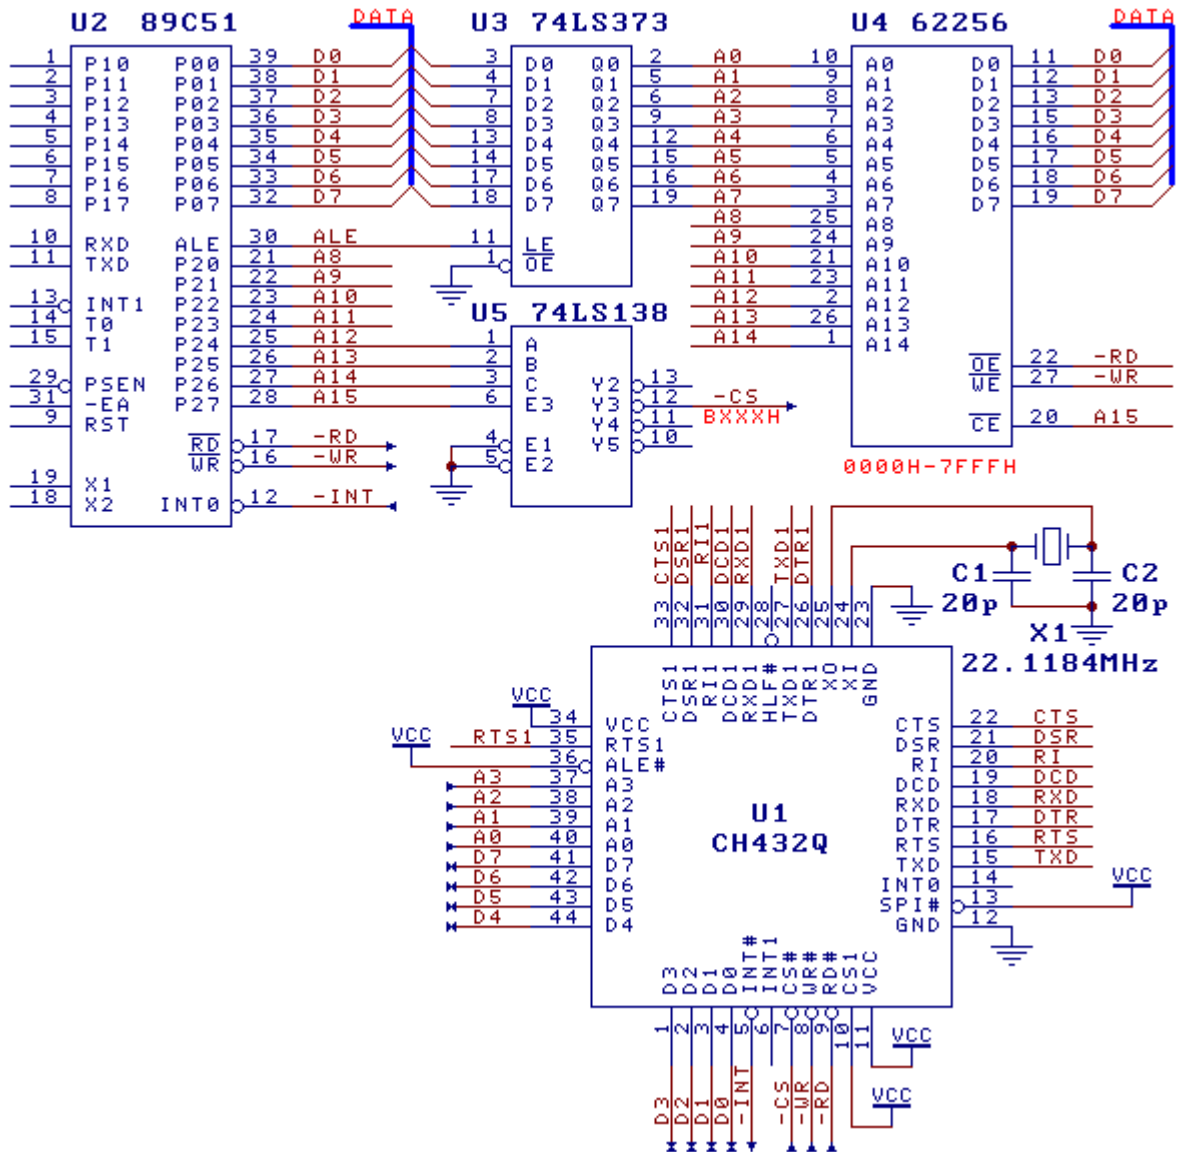 U2 89C51 DATA U3 74LS373 U4 62256 DATA
1 P10 P00 39 D0 3 D0 Q0 2 A0 10 A0 D0 11 D0
2 P11 P01 38 D1 4 D1 Q1 5 A1 9 A1 D1 12 D1
3 P12 P02 37 D2 7 D2 Q2 6 A2 8 A2 D2 13 D2
4 P13 P03 36 D3 8 D3 Q3 9 A3 7 A3 D3 15 D3
5 P14 P04 35 D4 13 D4 Q4 12 A4 6 A4 D4 16 D4
6 P15 P05 34 D5 14 D5 Q5 15 A5 5 A5 D5 17 D5
7 P16 P06 33 D6 17 D6 Q6 16 A6 4 A6 D6 18 D6
8 P17 P07 32 D7 18 D7 Q7 19 A7 3 A7 D7 19 D7
A8 25 A8
10 RXD ALE 30 ALE 11 LE A9 24 A9
11 TXD P20 21 A8 1 OE A10 21 A10
P21 22 A9 A11 23 A11
13 INT1 P22 23 A10 A12 2 A12
14 T0 P23 24 A11 U5 74LS138 A13 26 A13
15 T1 P24 25 A12 1 A A14 1 A14
P25 26 A13 2 B OE 22 -RD
29 PSEN P26 27 A14 3 C Y2 13 WE 27 -WR
31 -EA P27 28 A15 6 E3 Y3 12 -CS
9 RST Y4 11 BXXXH CE 20 A15
RD 17 -RD 4 E1 Y5 10
WR 16 -WR 5 E2
0000H-7FFFH
19 X1
18 X2 INT0 12 -INT
CTS1 DSR1 RI1 DCD1 RXD1 TXD1 DTR1
C1 C2
20p 20p
33 32 31 30 29 28 27 26 25 24 23
X1
22.1184MHz
CTS1 DSR1 RI1 DCD1 RXD1 HLF# TXD1 DTR1 XO XI GND
VCC
34 VCC CTS 22 CTS
VCC RTS1 35 RTS1 DSR 21 DSR
36 ALE# RI 20 RI
A3 37 A3 DCD 19 DCD
A2 38 A2 RXD 18 RXD
A1 39 A1 U1 DTR 17 DTR
A0 40 A0 CH432Q RTS 16 RTS
D7 41 D7 TXD 15 TXD
D6 42 D6 INT0 14 VCC
D5 43 D5 SPI# 13
D4 44 D4 GND 12
D3 D2 D1 D0 INT# INT1 CS# WR# RD# CS1 VCC
1 2 3 4 5 6 7 8 9 10 11
VCC
VCC
D3 D2 D1 D0 -INT -CS -WR -RD